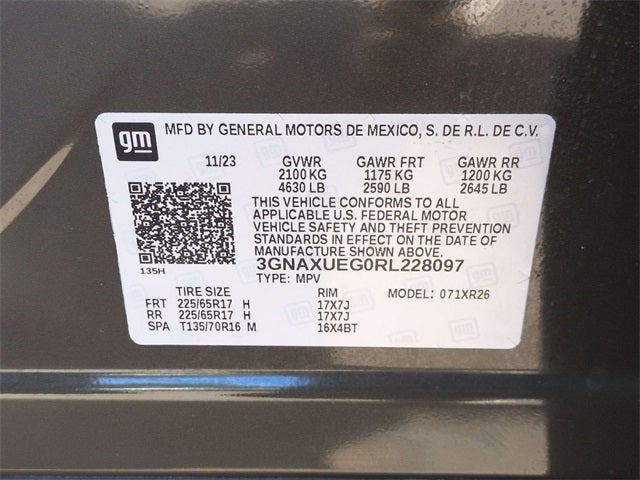 gm
MFD BY GENERAL MOTORS DE MEXICO, S. DE R.L. DE C.V.
11/23 GVWR GAWR FRT GAWR RR
2100 KG 1175 KG 1200 KG
4630 LB 2590 LB 2645 LB
THIS VEHICLE CONFORMS TO ALL
APPLICABLE U.S. FEDERAL MOTOR
VEHICLE SAFETY AND THEFT PREVENTION
STANDARDS IN EFFECT ON THE DATE
OF MANUFACTURE SHOWN ABOVE.
135H 3GNAXUEG0RL228097
TYPE: MPV
TIRE SIZE RIM MODEL: 071XR26
FRT 225/65R17 H 17X7J
RR 225/65R17 H 17X7J
SPA T135/70R16 M 16X4BT